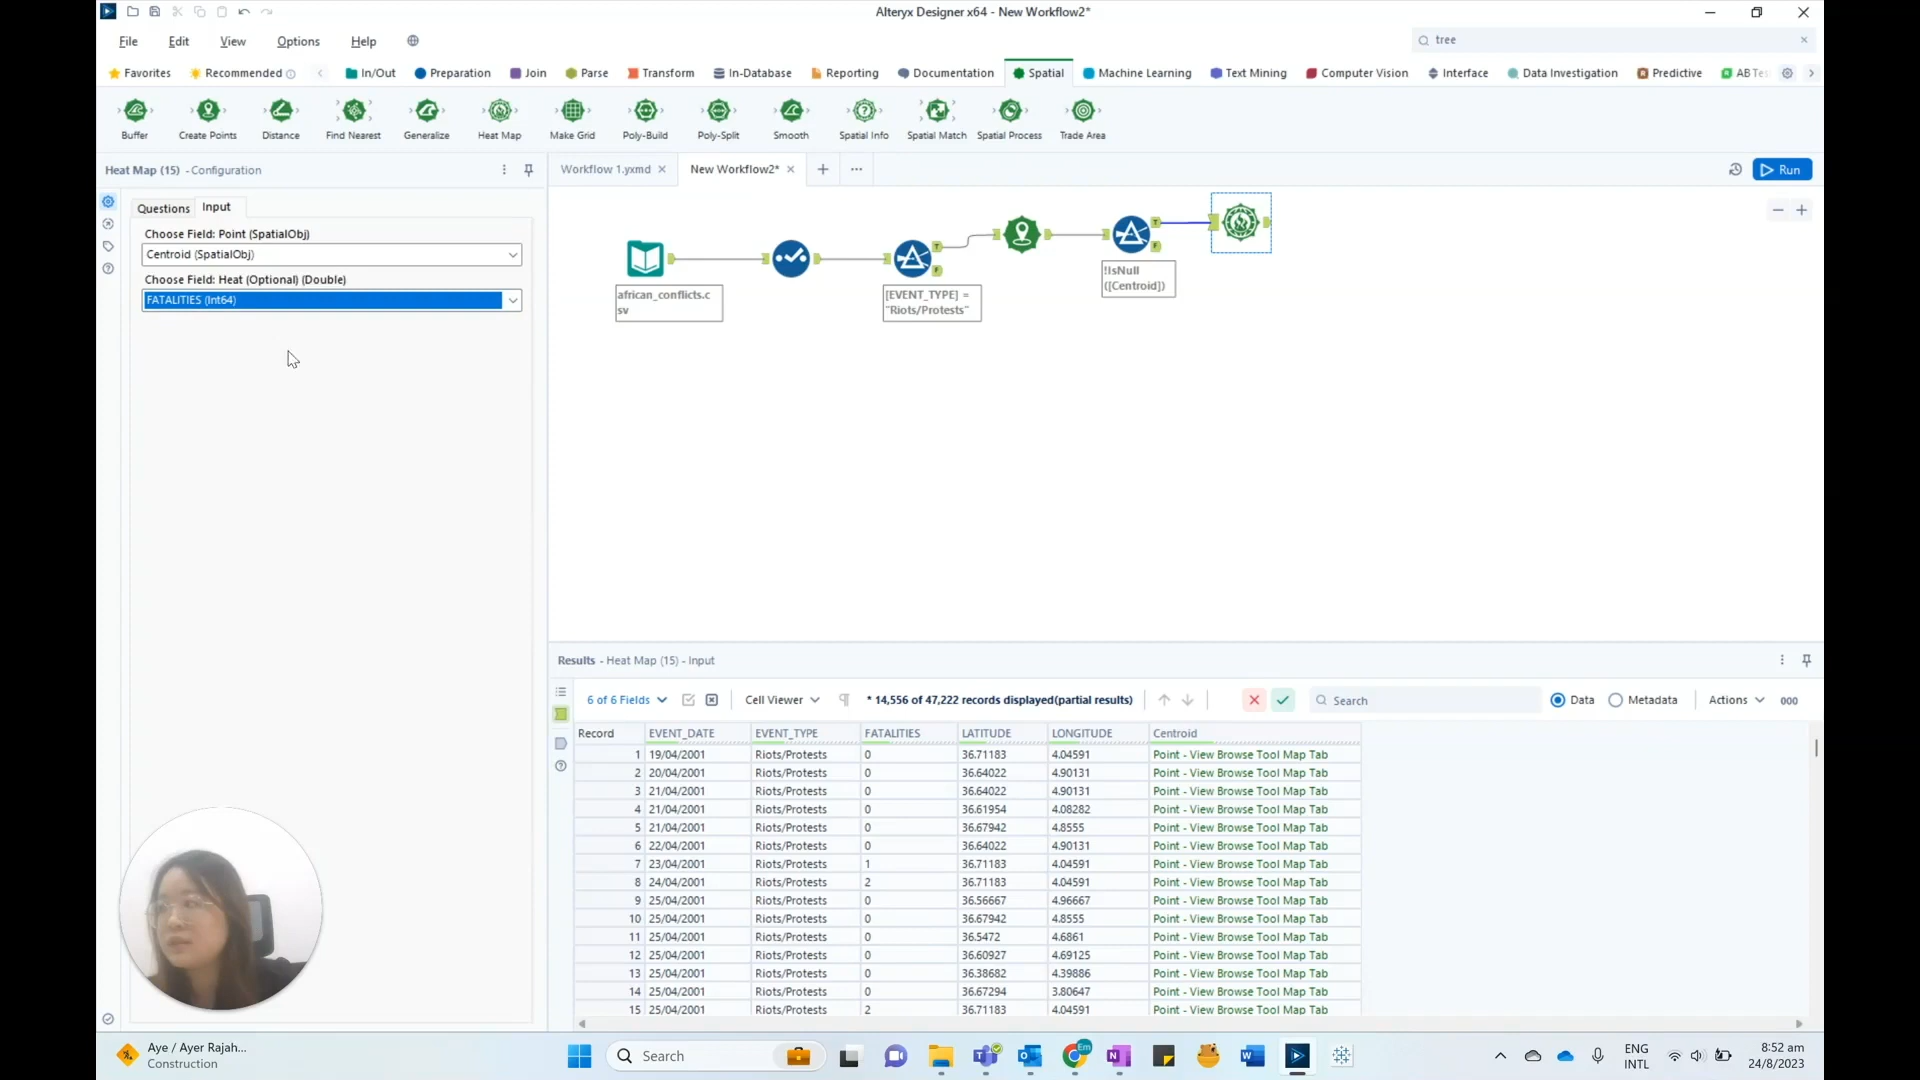 Alteryx Designer x64 - New Workflow2*
File Edit View Options Help
tree
Favorites Recommended In/Out Preparation Join Parse Transform In-Database Reporting Documentation Spatial Machine Learning Text Mining Computer Vision Interface Data Investigation Predictive AB Tes
Buffer Create Points Distance Find Nearest Generalize Heat Map Make Grid Poly-Build Poly-Split Smooth Spatial Info Spatial Match Spatial Process Trade Area
Heat Map (15) - Configuration
Workflow 1.yxmd New Workflow2* Run
Questions Input
Choose Field: Point (SpatialObj)
Centroid (SpatialObj)
Choose Field: Heat (Optional) (Double)
FATALITIES (Int64)
african_conflicts.c
sv
[EVENT_TYPE] =
"Riots/Protests"
!IsNull
([Centroid])
T
F
T
F
Results - Heat Map (15) - Input
6 of 6 Fields Cell Viewer * 14,556 of 47,222 records displayed(partial results) Search Data Metadata Actions 000
Record EVENT_DATE EVENT_TYPE FATALITIES LATITUDE LONGITUDE Centroid
1 19/04/2001 Riots/Protests 0 36.71183 4.04591 Point - View Browse Tool Map Tab
2 20/04/2001 Riots/Protests 0 36.64022 4.90131 Point - View Browse Tool Map Tab
3 21/04/2001 Riots/Protests 0 36.64022 4.90131 Point - View Browse Tool Map Tab
4 21/04/2001 Riots/Protests 0 36.61954 4.08282 Point - View Browse Tool Map Tab
5 21/04/2001 Riots/Protests 0 36.67942 4.8555 Point - View Browse Tool Map Tab
6 22/04/2001 Riots/Protests 0 36.64022 4.90131 Point - View Browse Tool Map Tab
7 23/04/2001 Riots/Protests 1 36.71183 4.04591 Point - View Browse Tool Map Tab
8 24/04/2001 Riots/Protests 2 36.71183 4.04591 Point - View Browse Tool Map Tab
9 25/04/2001 Riots/Protests 0 36.56667 4.96667 Point - View Browse Tool Map Tab
10 25/04/2001 Riots/Protests 0 36.67942 4.8555 Point - View Browse Tool Map Tab
11 25/04/2001 Riots/Protests 0 36.5472 4.6861 Point - View Browse Tool Map Tab
12 25/04/2001 Riots/Protests 0 36.60927 4.69125 Point - View Browse Tool Map Tab
13 25/04/2001 Riots/Protests 0 36.38682 4.39886 Point - View Browse Tool Map Tab
14 25/04/2001 Riots/Protests 0 36.67294 3.80647 Point - View Browse Tool Map Tab
15 25/04/2001 Riots/Protests 2 36.71183 4.04591 Point - View Browse Tool Map Tab
Aye / Ayer Rajah...
Construction
Search
Em
ENG
INTL
8:52 am
24/8/2023